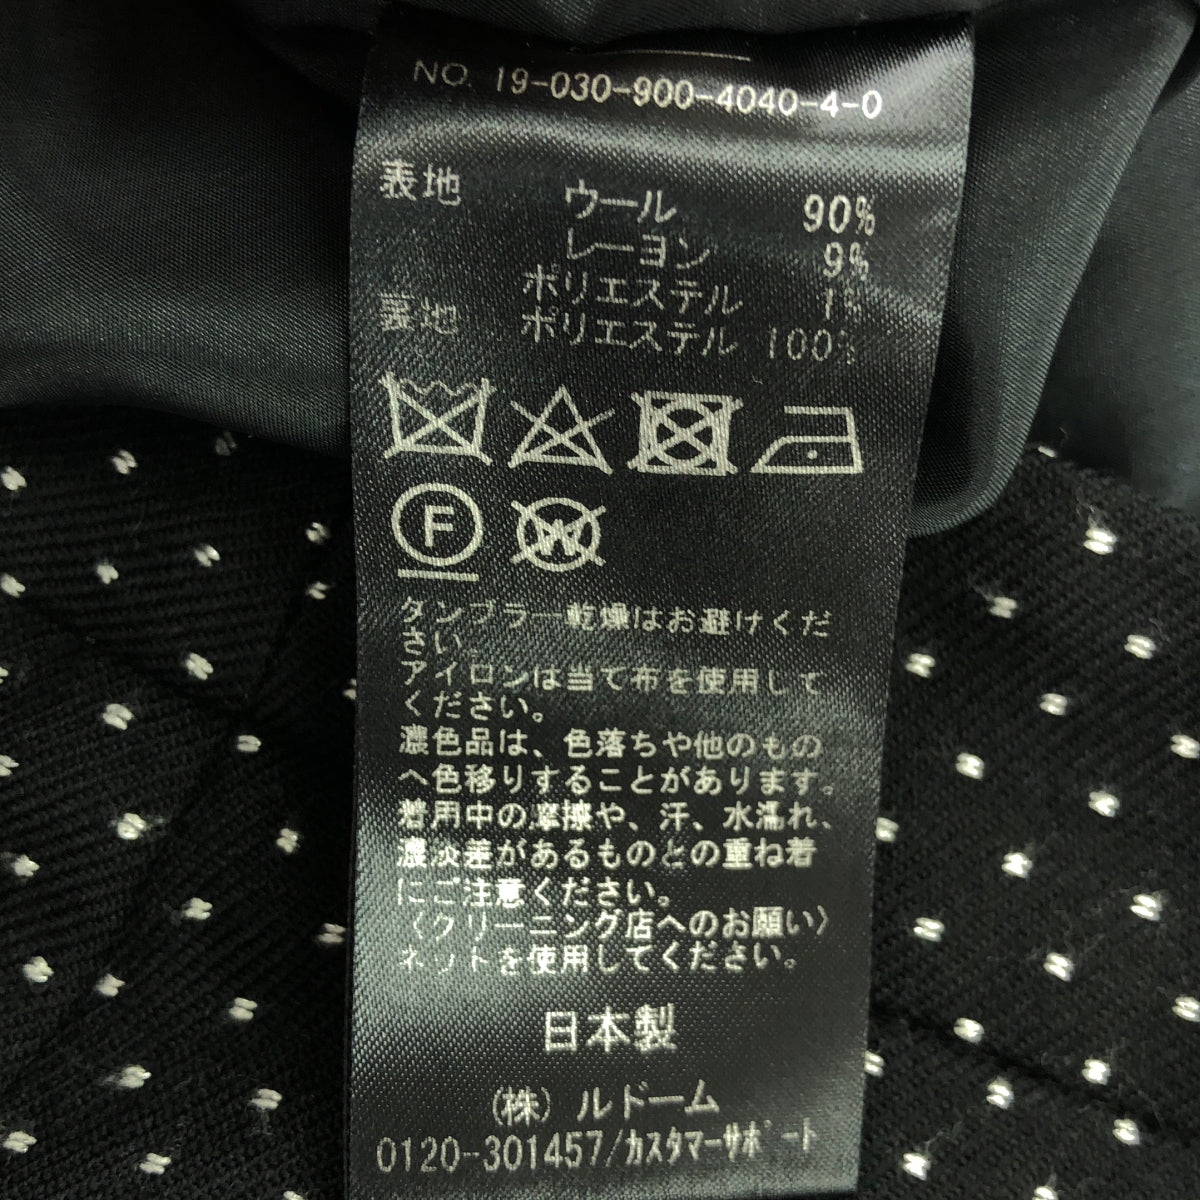 NO. 19-030-900-4040-4-0
表地 ウール 90%
レーヨン 9%
ポリエステル 1%
裏地 ポリエステル 100%
F
W
タンブラー乾燥はお避けくだ
さい。
アイロンは当て布を使用して
ください。
濃色品は、色落ちや他のもの
へ色移りすることがあります。
着用中の摩擦や、汗、水濡れ、
濃淡差があるものとの重ね着
にご注意ください。
〈クリーニング店へのお願い〉
ネットを使用してください。
日本製
(株) ルドーム
0120-301457/カスタマーサポート